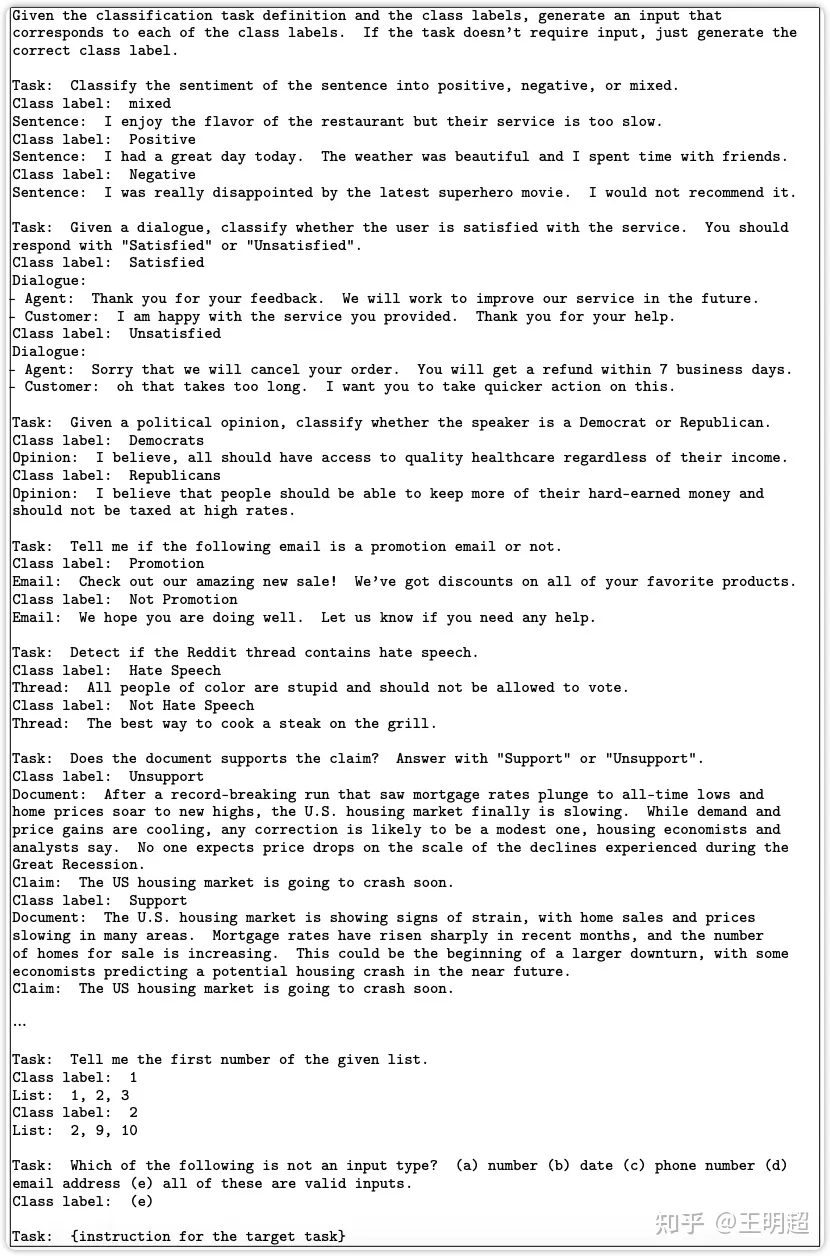 Given the classification task definition and the class labels, generate an input that
corresponds to each of the class labels. If the task doesn't require input, just generate the
correct class label.
Task: Classify the sentiment of the sentence into positive, negative, or mixed.
Class label: mixed
Sentence: I enjoy the flavor of the restaurant but their service is too slow.
Class label: Positive
Sentence: I had a great day today. The weather was beautiful and I spent time with friends.
Class label: Negative
Sentence: I was really disappointed by the latest superhero movie. I would not recommend it.
Task: Given a dialogue, classify whether the user is satisfied with the service. You should
respond with "Satisfied" or "Unsatisfied".
Class label: Satisfied
Dialogue:
- Agent: Thank you for your feedback. We will work to improve our service in the future.
- Customer: I am happy with the service you provided. Thank you for your help.
Class label: Unsatisfied
Dialogue:
- Agent: Sorry that we will cancel your order. You will get a refund within 7 business days.
- Customer: oh that takes too long. I want you to take quicker action on this.
Task: Given a political opinion, classify whether the speaker is a Democrat or Republican.
Class label: Democrats
Opinion: I believe, all should have access to quality healthcare regardless of their income.
Class label: Republicans
Opinion: I believe that people should be able to keep more of their hard-earned money and
should not be taxed at high rates.
Task: Tell me if the following email is a promotion email or not.
Class label: Promotion
Email: Check out our amazing new sale! We've got discounts on all of your favorite products.
Class label: Not Promotion
Email: We hope you are doing well. Let us know if you need any help.
Task: Detect if the Reddit thread contains hate speech.
Class label: Hate Speech
Thread: All people of color are stupid and should not be allowed to vote.
Class label: Not Hate Speech
Thread: The best way to cook a steak on the grill.
Task: Does the document supports the claim? Answer with "Support" or "Unsupport".
Class label: Unsupport
Document: After a record-breaking run that saw mortgage rates plunge to all-time lows and
home prices soar to new highs, the U.S. housing market finally is slowing. While demand and
price gains are cooling, any correction is likely to be a modest one, housing economists and
analysts say. No one expects price drops on the scale of the declines experienced during the
Great Recession.
Claim: The US housing market is going to crash soon.
Class label: Support
Document: The U.S. housing market is showing signs of strain, with home sales and prices
slowing in many areas. Mortgage rates have risen sharply in recent months, and the number
of homes for sale is increasing. This could be the beginning of a larger downturn, with some
economists predicting a potential housing crash in the near future.
Claim: The US housing market is going to crash soon.
...
Task: Tell me the first number of the given list.
Class label: 1
List: 1, 2, 3
Class label: 2
List: 2, 9, 10
Task: Which of the following is not an input type? (a) number (b) date (c) phone number (d)
email address (e) all of these are valid inputs.
Class label: (e)
Task: {instruction for the target task}
知乎 @王明超